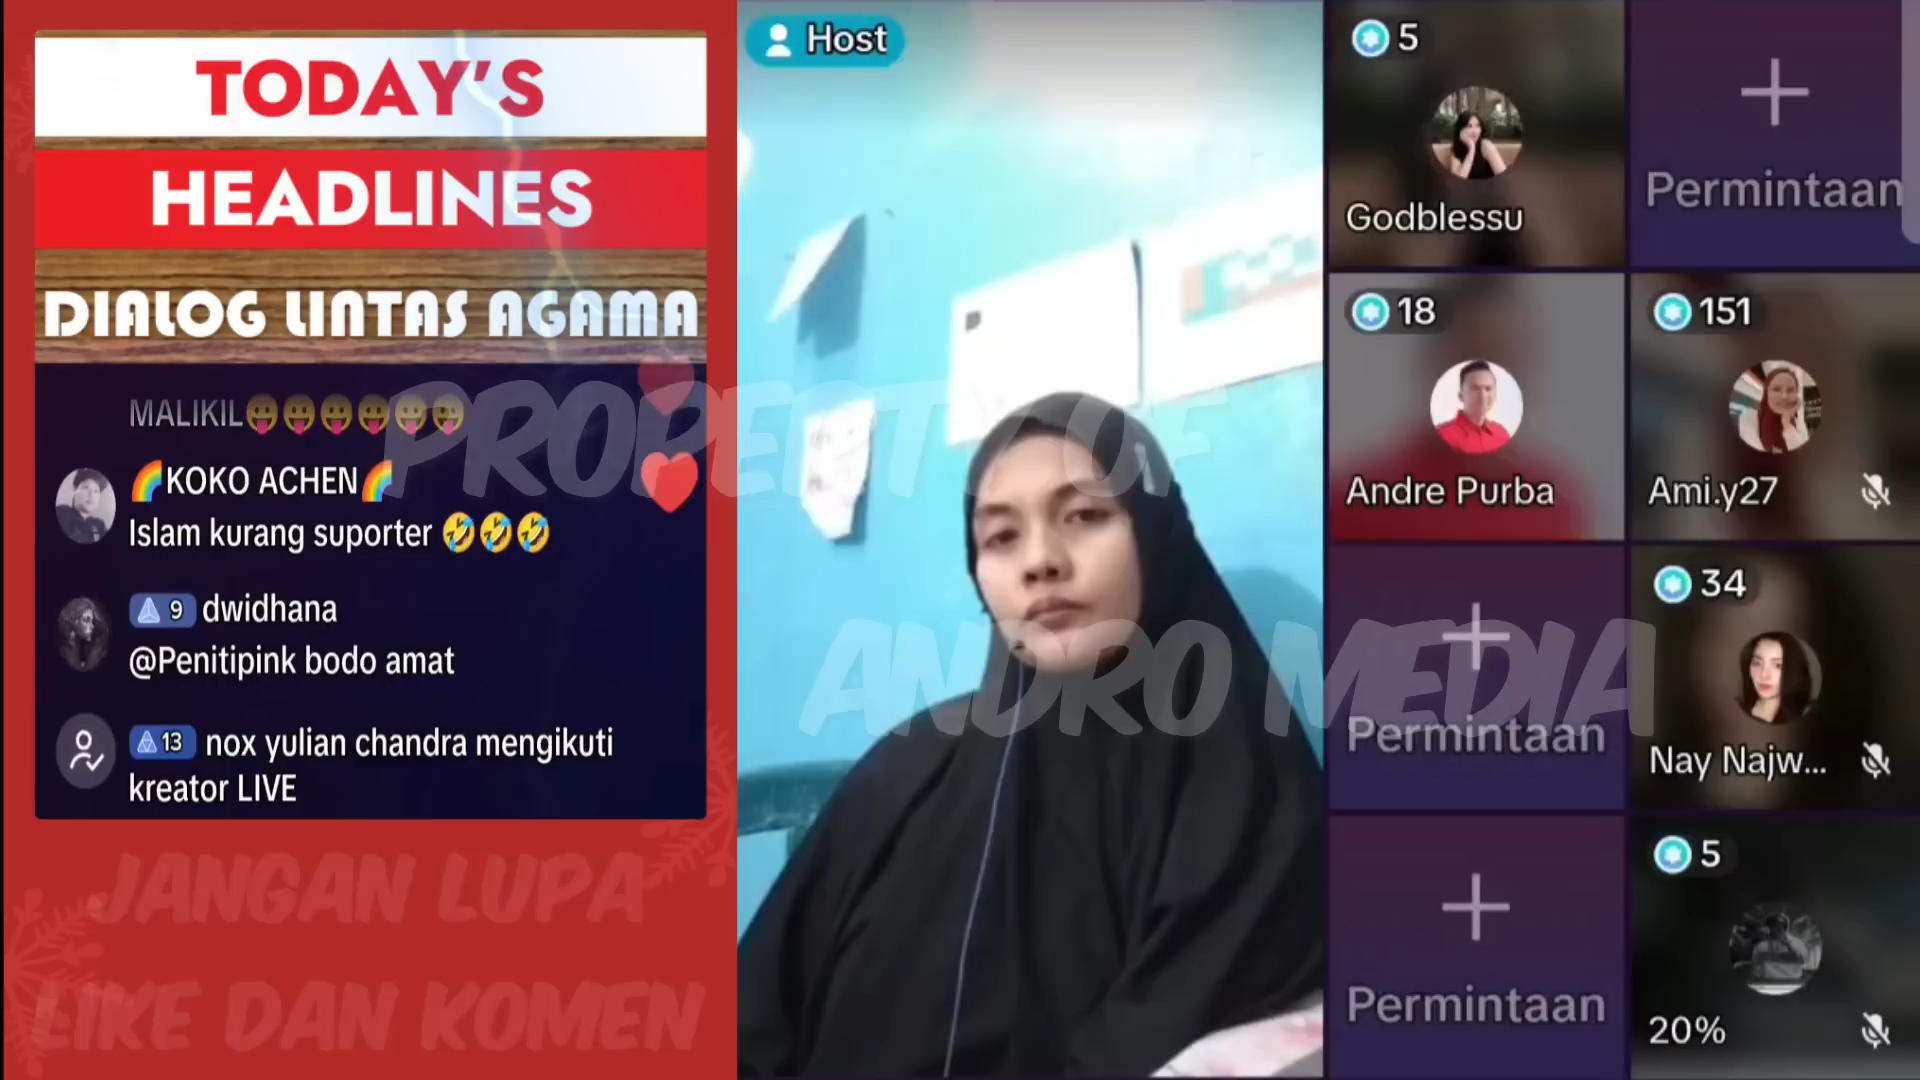 TODAY'S
HEADLINES
DIALOG LINTAS AGAMA
MALIKIL😛😛😛😛😛😜
🌈KOKO ACHEN🌈
Islam kurang suporter 🤣🤣🤣
9 dwidhana
@Penitipink bodo amat
13 nox yulian chandra mengikuti
kreator LIVE
JANGAN LUPA
LIKE DAN KOMEN
Host
PROPERTY OF
ANDRO MEDIA
5
Godblessu
Permintaan
18
Andre Purba
151
Ami.y27
Permintaan
34
Nay Najw...
Permintaan
5
20%